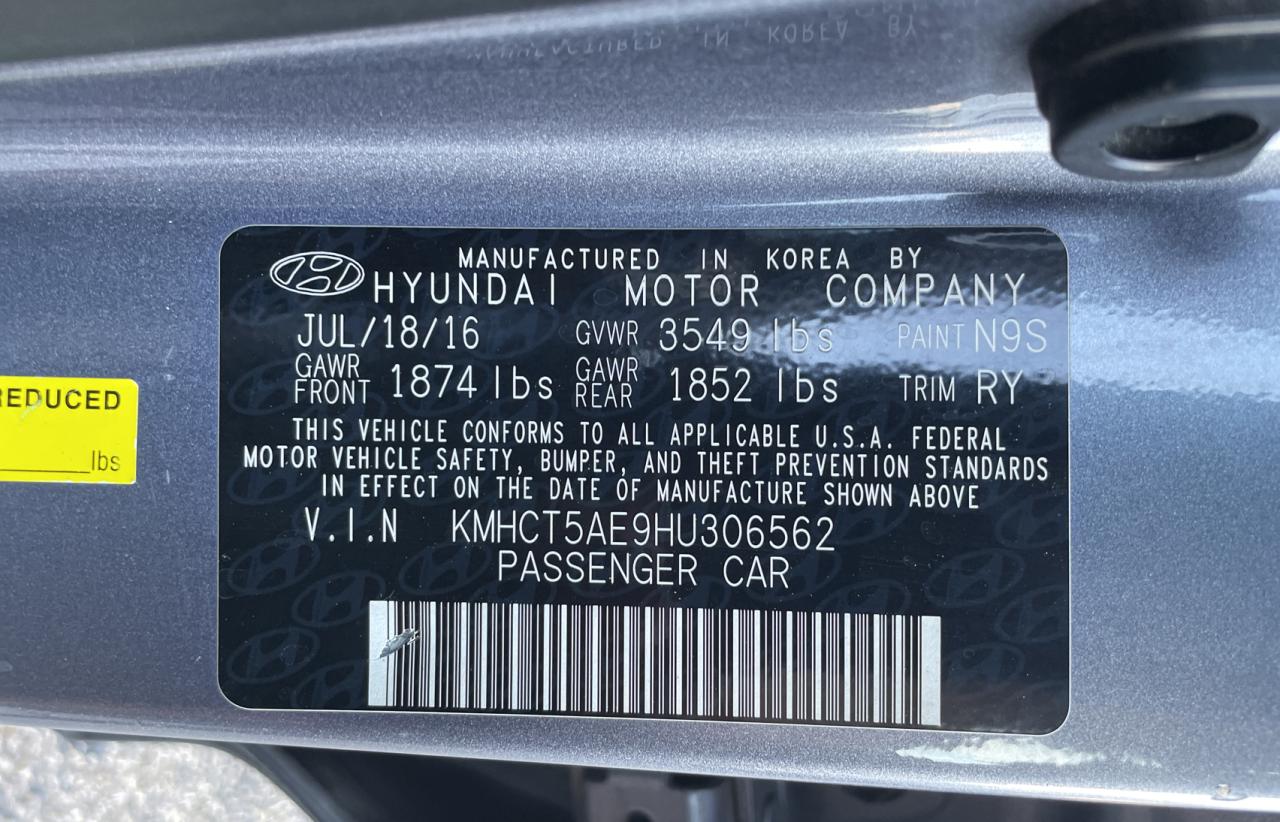 MANUFACTURED IN KOREA BY
HYUNDAI MOTOR COMPANY
JUL/18/16 GVWR 3549 lbs PAINT N9S
GAWR FRONT 1874 lbs GAWR REAR 1852 lbs TRIM RY
THIS VEHICLE CONFORMS TO ALL APPLICABLE U.S.A. FEDERAL
MOTOR VEHICLE SAFETY, BUMPER, AND THEFT PREVENTION STANDARDS
IN EFFECT ON THE DATE OF MANUFACTURE SHOWN ABOVE
V.I.N KMHCT5AE9HU306562
PASSENGER CAR
REDUCED
lbs